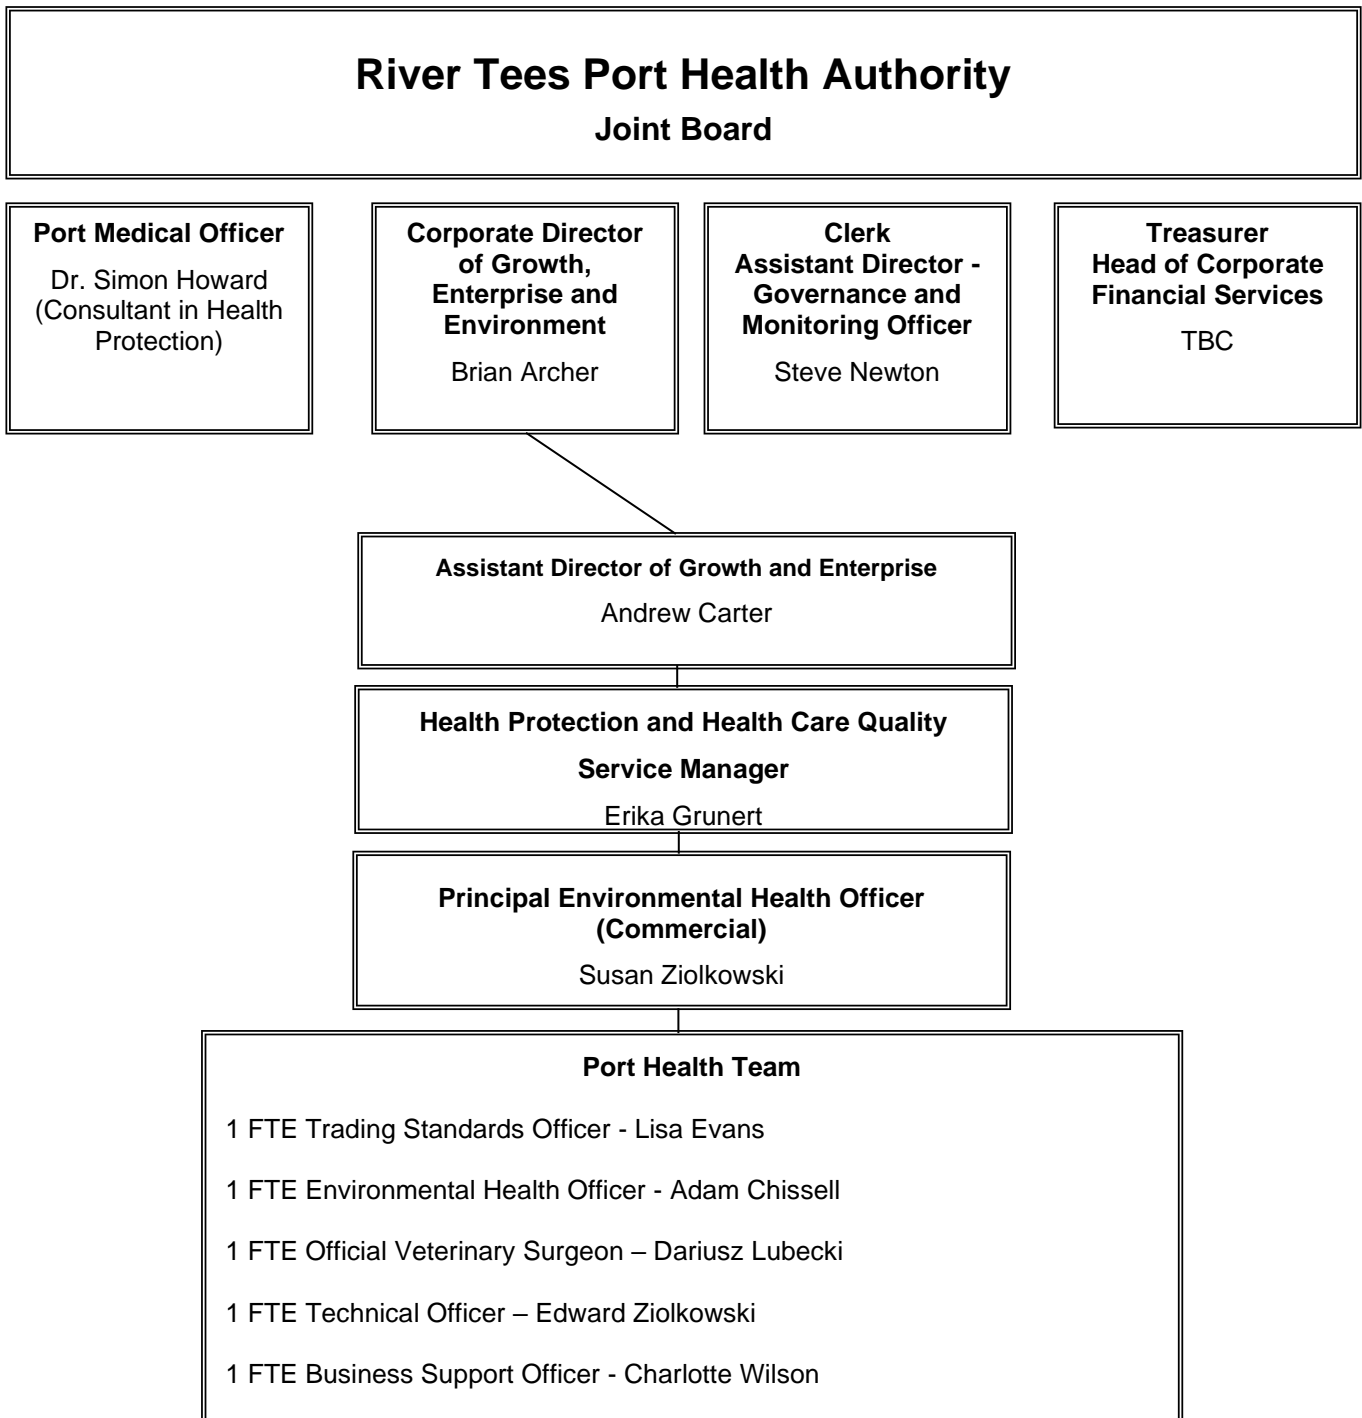 River Tees Port Health Authority
Joint Board
Port Medical Officer
Dr. Simon Howard
(Consultant in Health
Protection)
Corporate Director
of Growth,
Enterprise and
Environment
Brian Archer
Clerk
Assistant Director -
Governance and
Monitoring Officer
Steve Newton
Treasurer
Head of Corporate
Financial Services
TBC
Assistant Director of Growth and Enterprise
Andrew Carter
Health Protection and Health Care Quality
Service Manager
Erika Grunert
Principal Environmental Health Officer
(Commercial)
Susan Ziolkowski
Port Health Team
1 FTE Trading Standards Officer - Lisa Evans
1 FTE Environmental Health Officer - Adam Chissell
1 FTE Official Veterinary Surgeon – Dariusz Lubecki
1 FTE Technical Officer – Edward Ziolkowski
1 FTE Business Support Officer - Charlotte Wilson